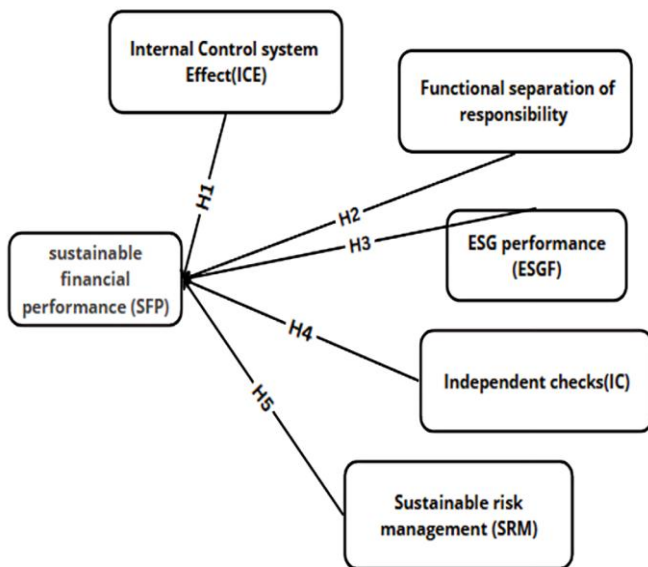 Internal Control system
Effect(ICE)
Functional separation of
responsibility
H1
H2
H3
ESG performance
(ESGF)
sustainable
financial
performance (SFP)
H4
Independent checks(IC)
H5
Sustainable risk
management (SRM)